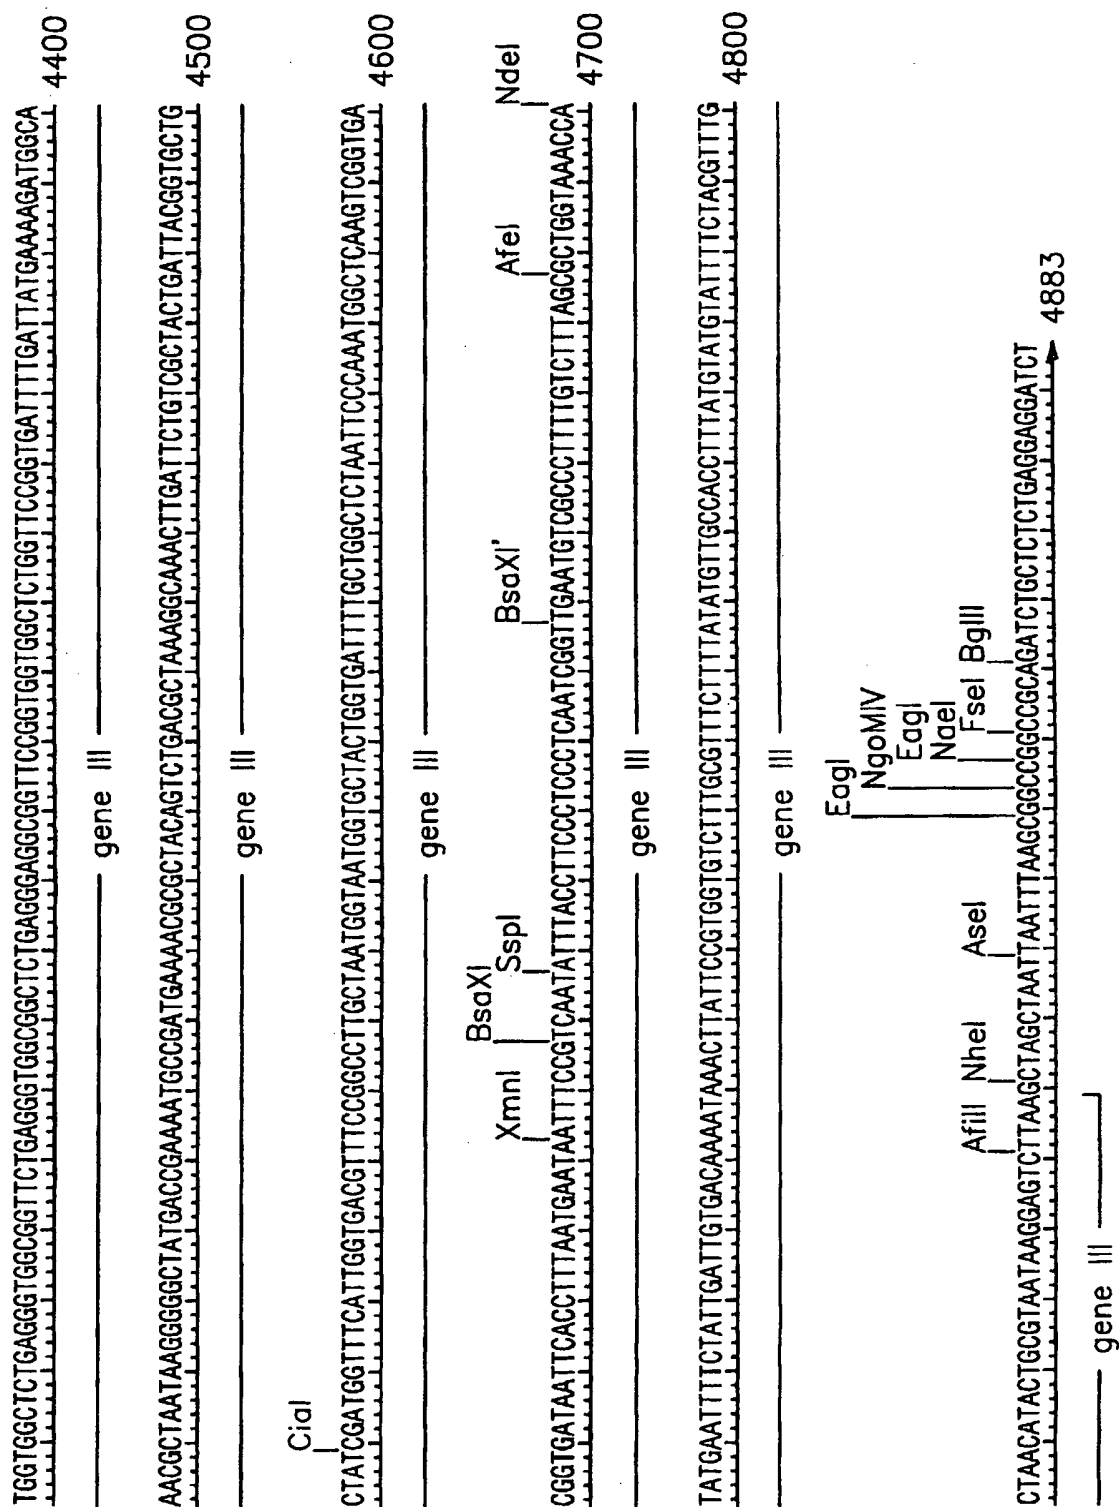 TGGTGGCTCTGAGGGTGGCGGTTCTGAGGGTGGCGGCTCTGAGGGAGGCGGTTCCGGTGGTGGCTCTGGTTCCGGTGATTTTGATTATGAAAAGATGGCA 4400
gene III
AACGCTAATAAGGGGGCTATGACCGAAAATGCCGATGAAAACGCGCTACAGTCTGACGCTAAAGGCAAACTTGATTCTGTCGCTACTGATTACGGTGCTG 4500
gene III
CiaI
CTATCGATGGTTTCATTGGTGACGTTTCCGGCCTTGCTAATGGTAATGGTGCTACTGGTGATTTTGCTGGCTCTAATTCCCAAATGGCTCAAGTCGGTGA 4600
gene III
XmnI BsaXI SspI BsaXI' AfeI NdeI
CGGTGATAATTCACCTTTAATGAATAATTTCCGTCAATATTTACCTTCCCTCCCTCAATCGGTTGAATGTCGCCCTTTTGTCTTTAGCGCTGGTAAACCA 4700
gene III
TATGAATTTTCTATTGATTGTGACAAAATAAACTTATTCCGTGGTGTCTTTGCGTTTCTTTTATATGTTGCCACCTTTATGTATGTATTTTCTACGTTTG 4800
gene III
EagI
NgoMIV
EagI
NaeI
AfiII NheI AseI FseI BglII
CTAACATACTGCGTAATAAGGAGTCTTAAGCTAGCTAATTAATTTAAGCGGCCGGCCGCAGATCTGCTCTCTGAGGAGGATCT 4883
gene III